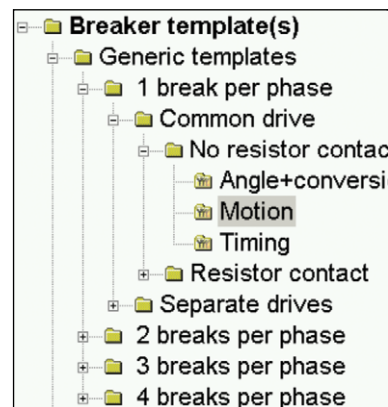 Breaker template(s)
Generic templates
1 break per phase
Common drive
No resistor contac
Angle+conversi
Motion
Timing
Resistor contact
Separate drives
2 breaks per phase
3 breaks per phase
4 breaks per phase